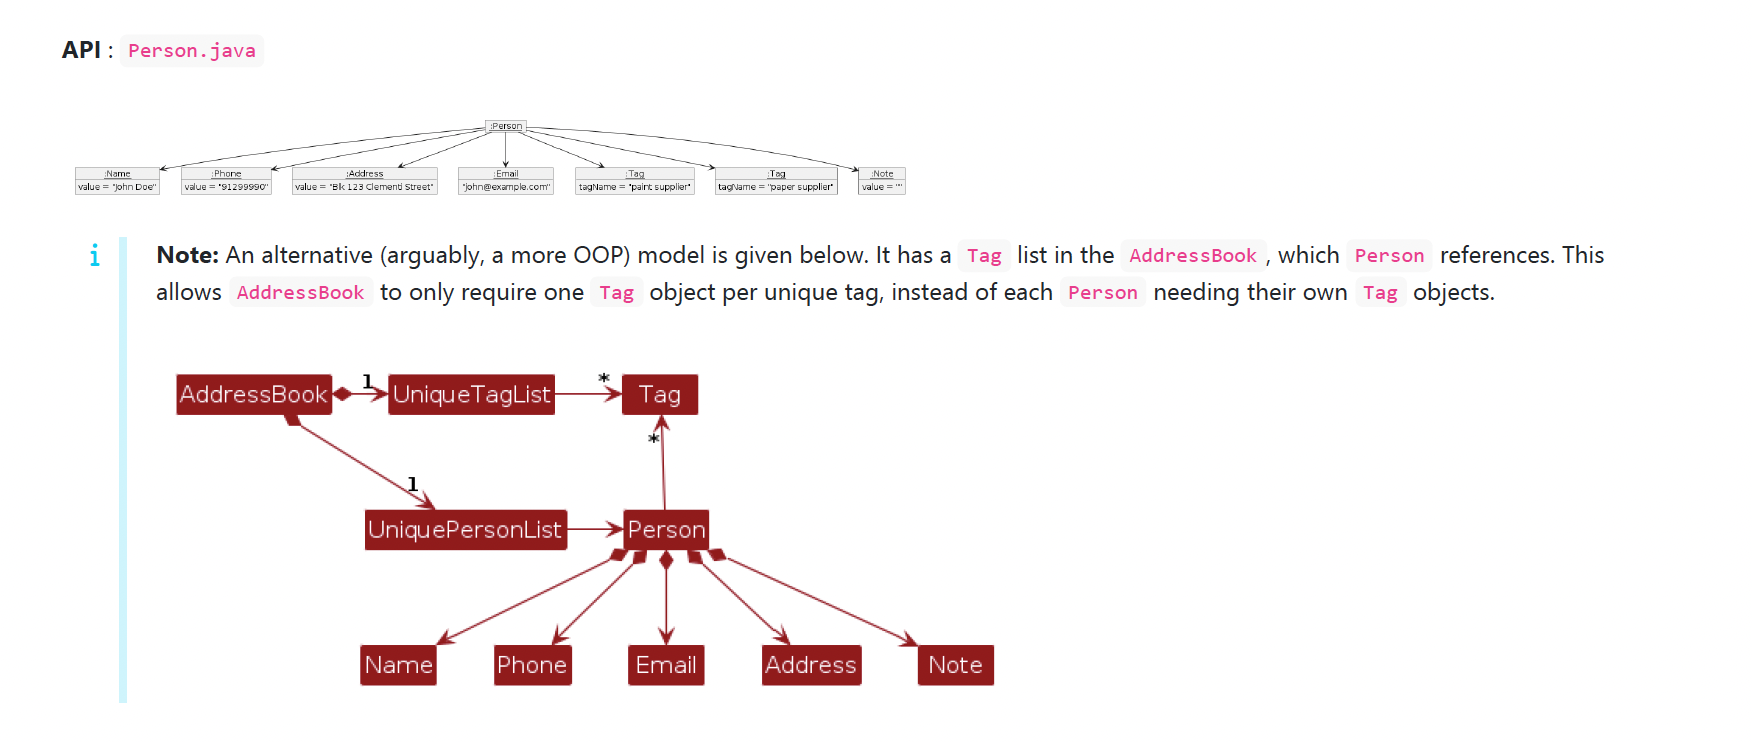 API : Person.java
:Person
:Name :Phone :Address :Email :Tag :Tag :Note
value = "John Doe" value = "91299990" value = "Blk 123 Clementi Street" "john@example.com" tagName = "paint supplier" tagName = "paper supplier" value = ""
i Note: An alternative (arguably, a more OOP) model is given below. It has a Tag list in the AddressBook , which Person references. This
allows AddressBook to only require one Tag object per unique tag, instead of each Person needing their own Tag objects.
AddressBook 1 UniqueTagList * Tag
*
1
UniquePersonList Person
Name Phone Email Address Note